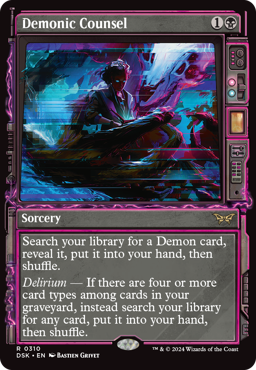 Demonic Counsel 1
Sorcery
Search your library for a Demon card,
reveal it, put it into your hand, then
shuffle.
Delirium — If there are four or more
card types among cards in your
graveyard, instead search your library
for any card, put it into your hand,
then shuffle.
R 0310
DSK • EN Bastien Grivet
™ & © 2024 Wizards of the Coast